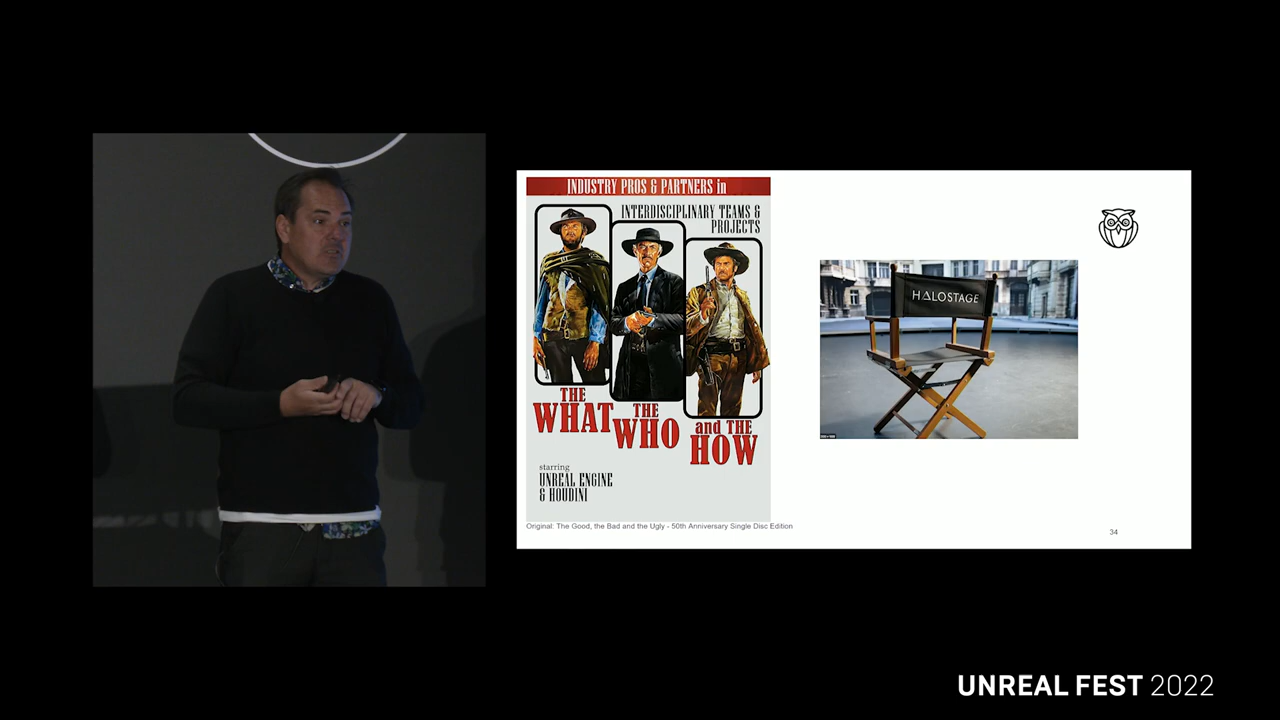 INDUSTRY PROS & PARTNERS in
INTERDISCIPLINARY TEAMS &
PROJECTS
THE
WHAT
THE
WHO
and THE
HOW
starring
UNREAL ENGINE
& HOUDINI
Original: The Good, the Bad and the Ugly - 50th Anniversary Single Disc Edition
HALOSTAGE
34
UNREAL FEST 2022